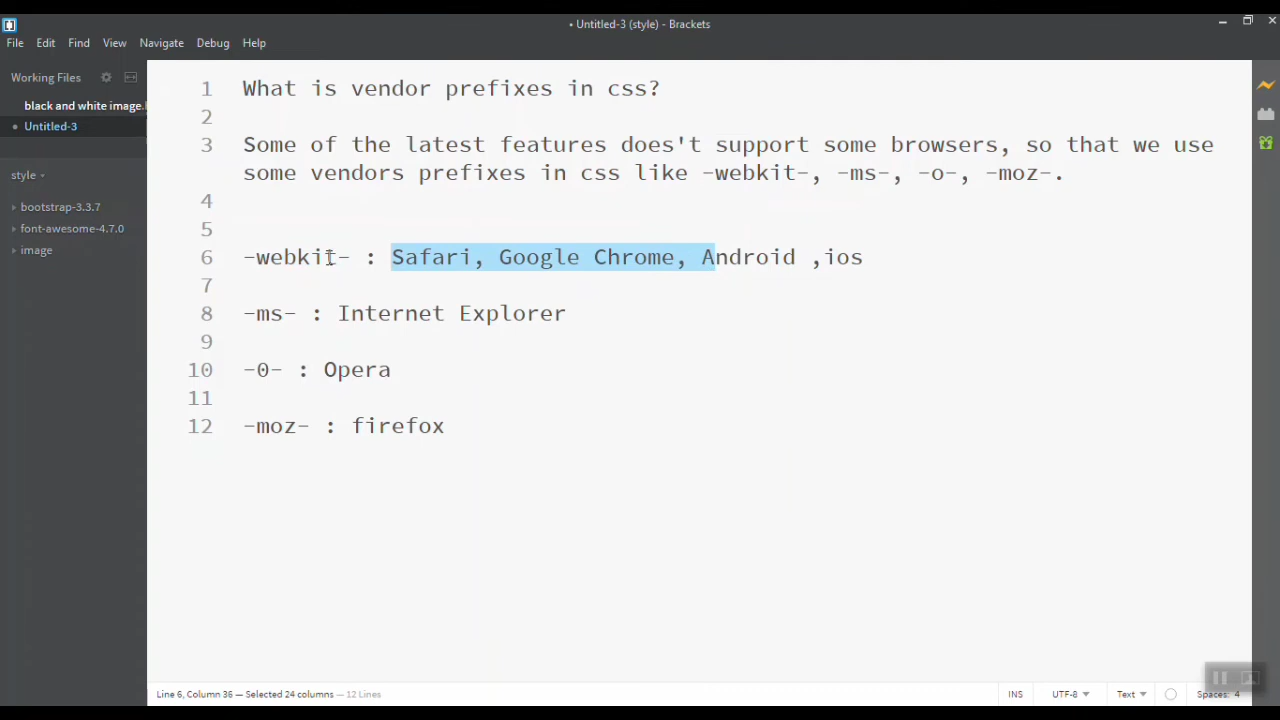 • Untitled-3 (style) - Brackets
File Edit Find View Navigate Debug Help
Working Files
black and white image.
• Untitled-3
style
bootstrap-3.3.7
font-awesome-4.7.0
image
1 What is vendor prefixes in css?
2
3 Some of the latest features does't support some browsers, so that we use
some vendors prefixes in css like -webkit-, -ms-, -o-, -moz-.
4
5
6 -webkit- : Safari, Google Chrome, Android ,ios
7
8 -ms- : Internet Explorer
9
10 -0- : Opera
11
12 -moz- : firefox
Line 6, Column 36 — Selected 24 columns — 12 Lines
INS UTF-8 Text Spaces: 4